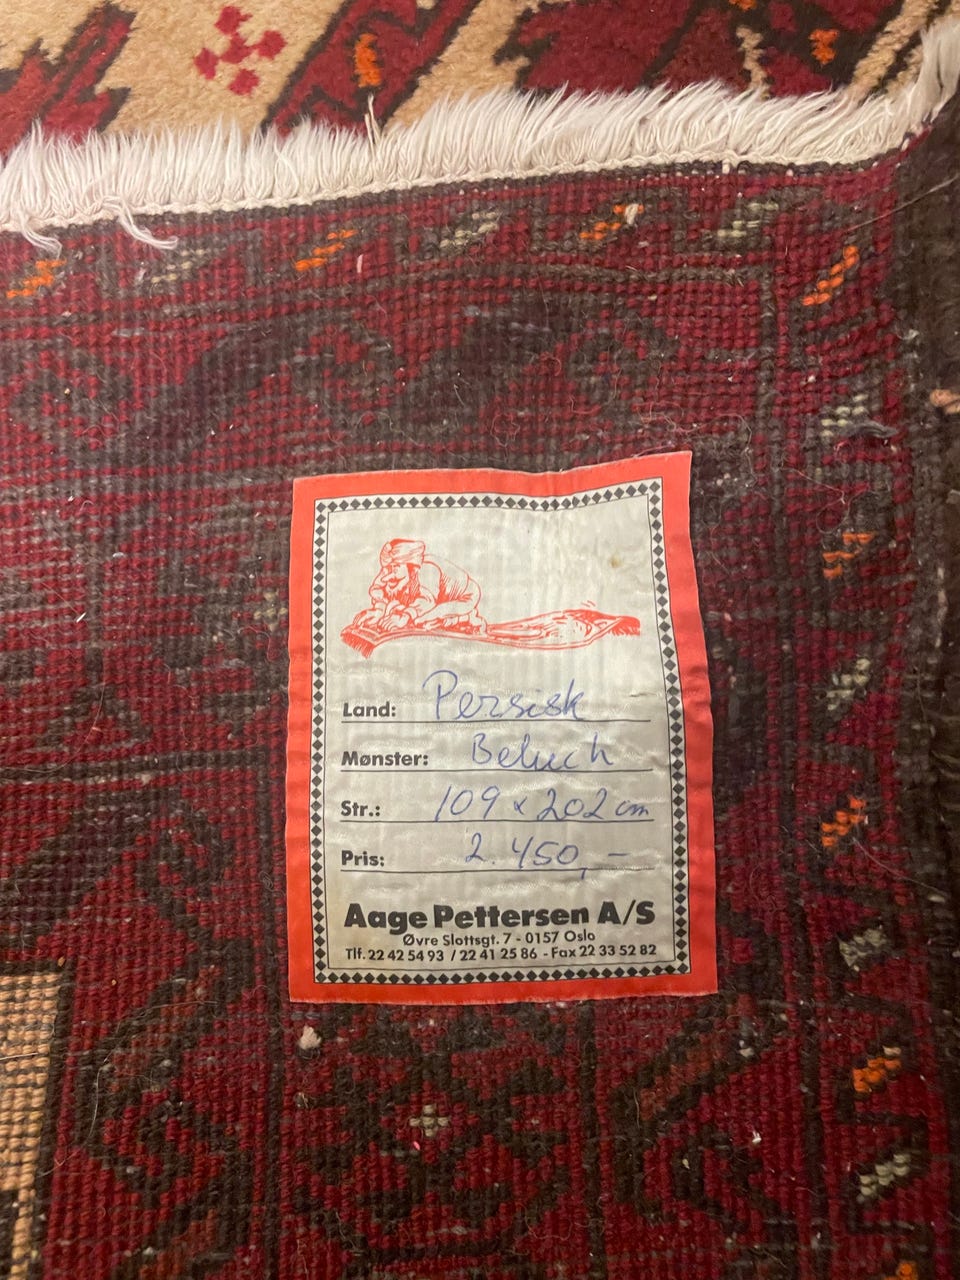 Land: Persisk
Mønster: Beluch
Str.: 109 x 202 cm
Pris: 2.450,-
Aage Pettersen A/S
Øvre Slottsgt. 7 - 0157 Oslo
Tlf. 22 42 54 93 / 22 41 25 86 - Fax 22 33 52 82